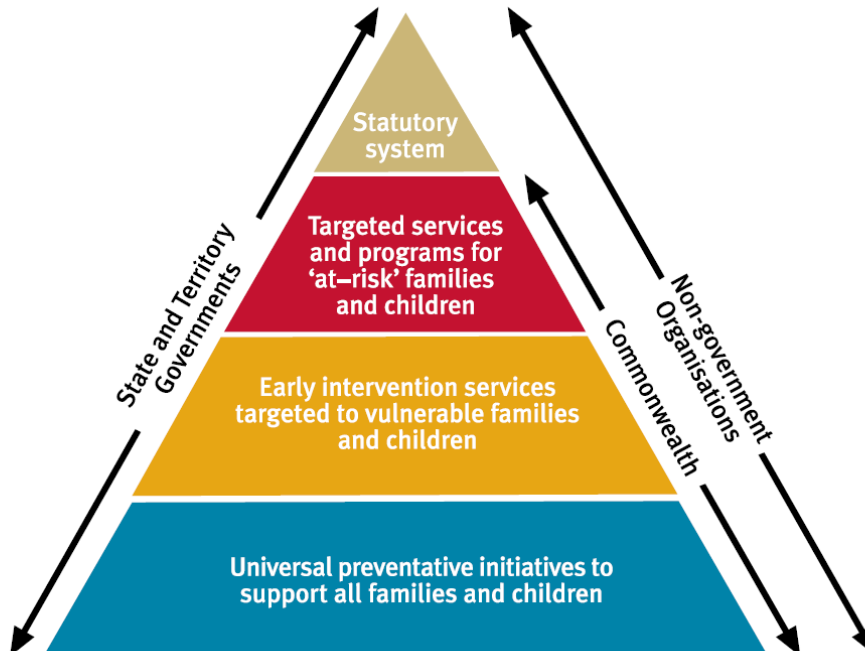 Statutory
system
Targeted services
and programs for
‘at–risk’ families
and children
Early intervention services
targeted to vulnerable families
and children
Universal preventative initiatives to
support all families and children
State and Territory
Governments
Commonwealth
Non-government
Organisations